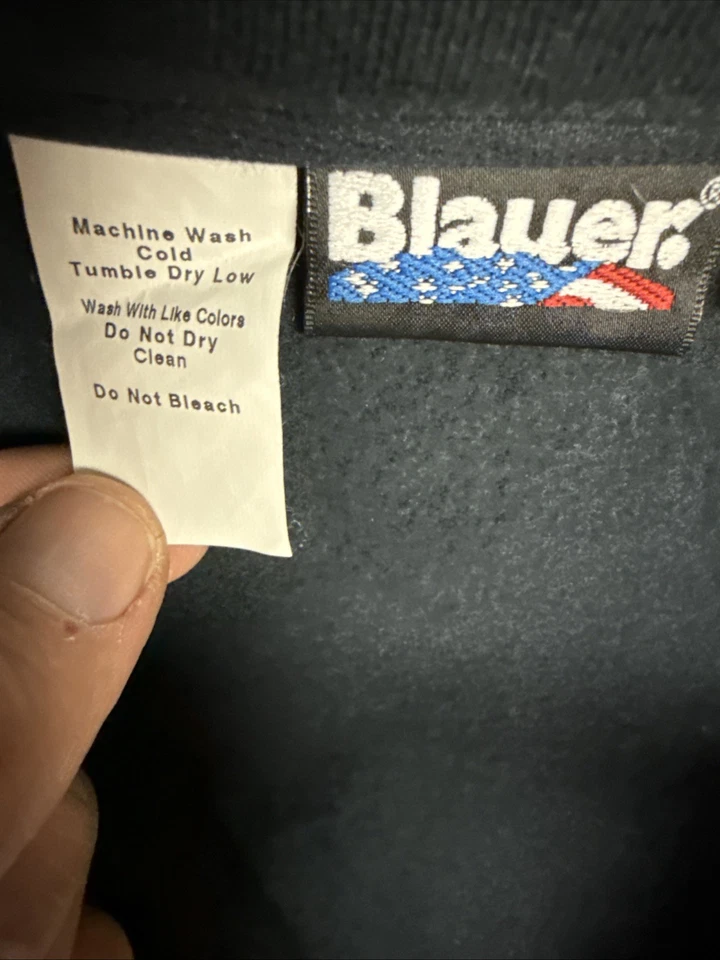 Machine Wash
Cold
Tumble Dry Low
Wash With Like Colors
Do Not Dry
Clean
Do Not Bleach
Blauer.®